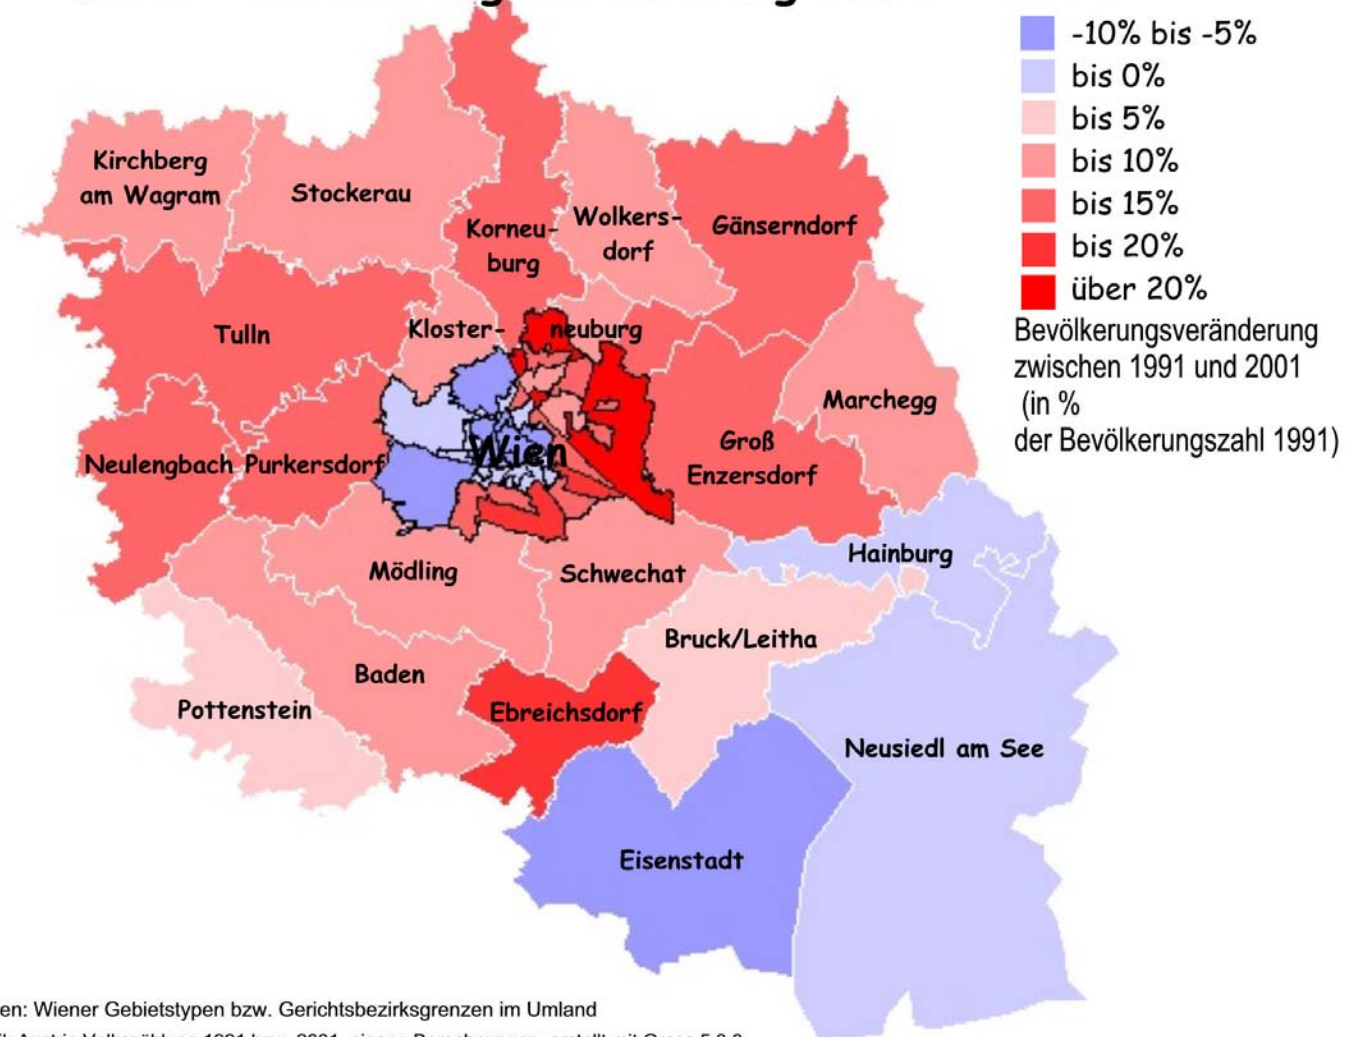 -10% bis -5%
bis 0%
bis 5%
bis 10%
bis 15%
bis 20%
über 20%
Bevölkerungsveränderung
zwischen 1991 und 2001
(in %
der Bevölkerungszahl 1991)
Kirchberg
am Wagram
Stockerau
Korneu-
burg
Wolkers-
dorf
Gänserndorf
Tulln
Kloster-
neuburg
Marchegg
Groß
Enzersdorf
Neulengbach
Purkersdorf
Wien
Hainburg
Mödling
Schwechat
Bruck/Leitha
Baden
Pottenstein
Ebreichsdorf
Neusiedl am See
Eisenstadt
en: Wiener Gebietstypen bzw. Gerichtsbezirksgrenzen im Umland